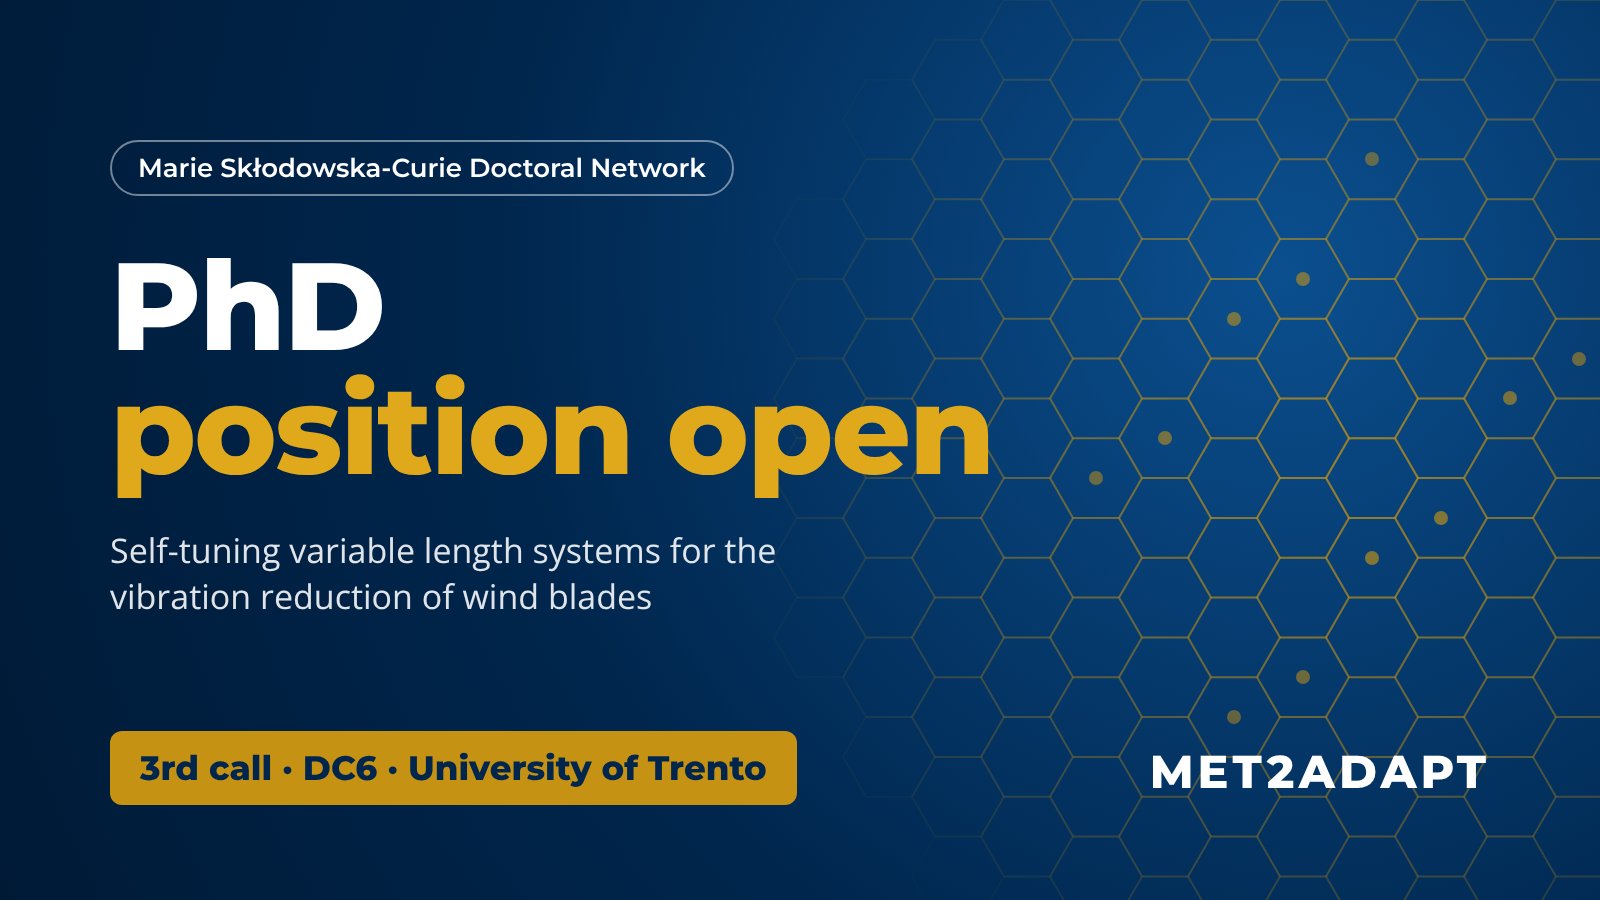 Marie Skłodowska-Curie Doctoral Network
PhD
position open
Self-tuning variable length systems for the
vibration reduction of wind blades
3rd call · DC6 · University of Trento
MET2ADAPT